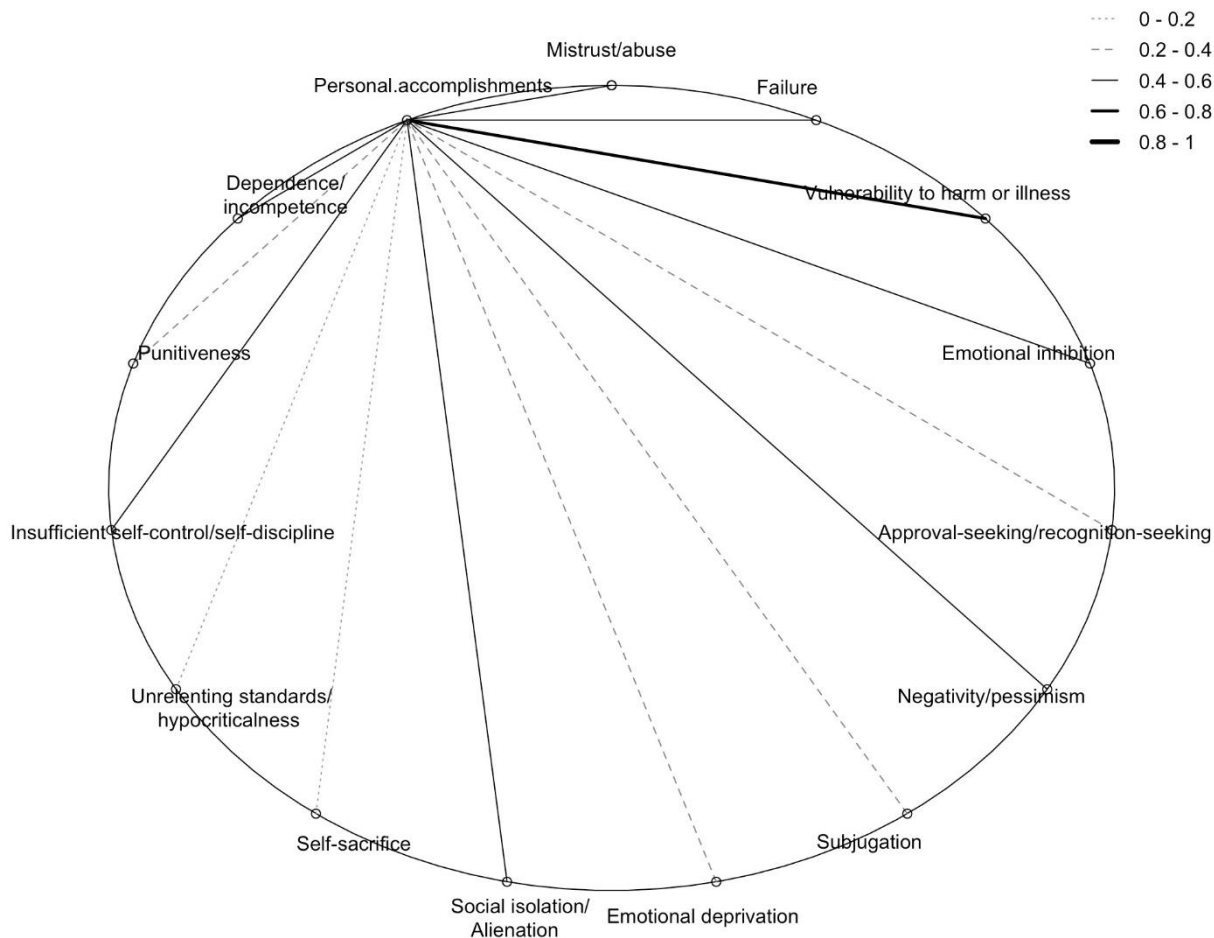 0 - 0.2
0.2 - 0.4
0.4 - 0.6
0.6 - 0.8
0.8 - 1
Mistrust/abuse
Personal.accomplishments
Failure
Dependence/
incompetence
Vulnerability to harm or illness
Punitiveness
Emotional inhibition
Insufficient self-control/self-discipline
Approval-seeking/recognition-seeking
Unrelenting standards/
hypocriticalness
Negativity/pessimism
Self-sacrifice
Subjugation
Social isolation/
Alienation
Emotional deprivation